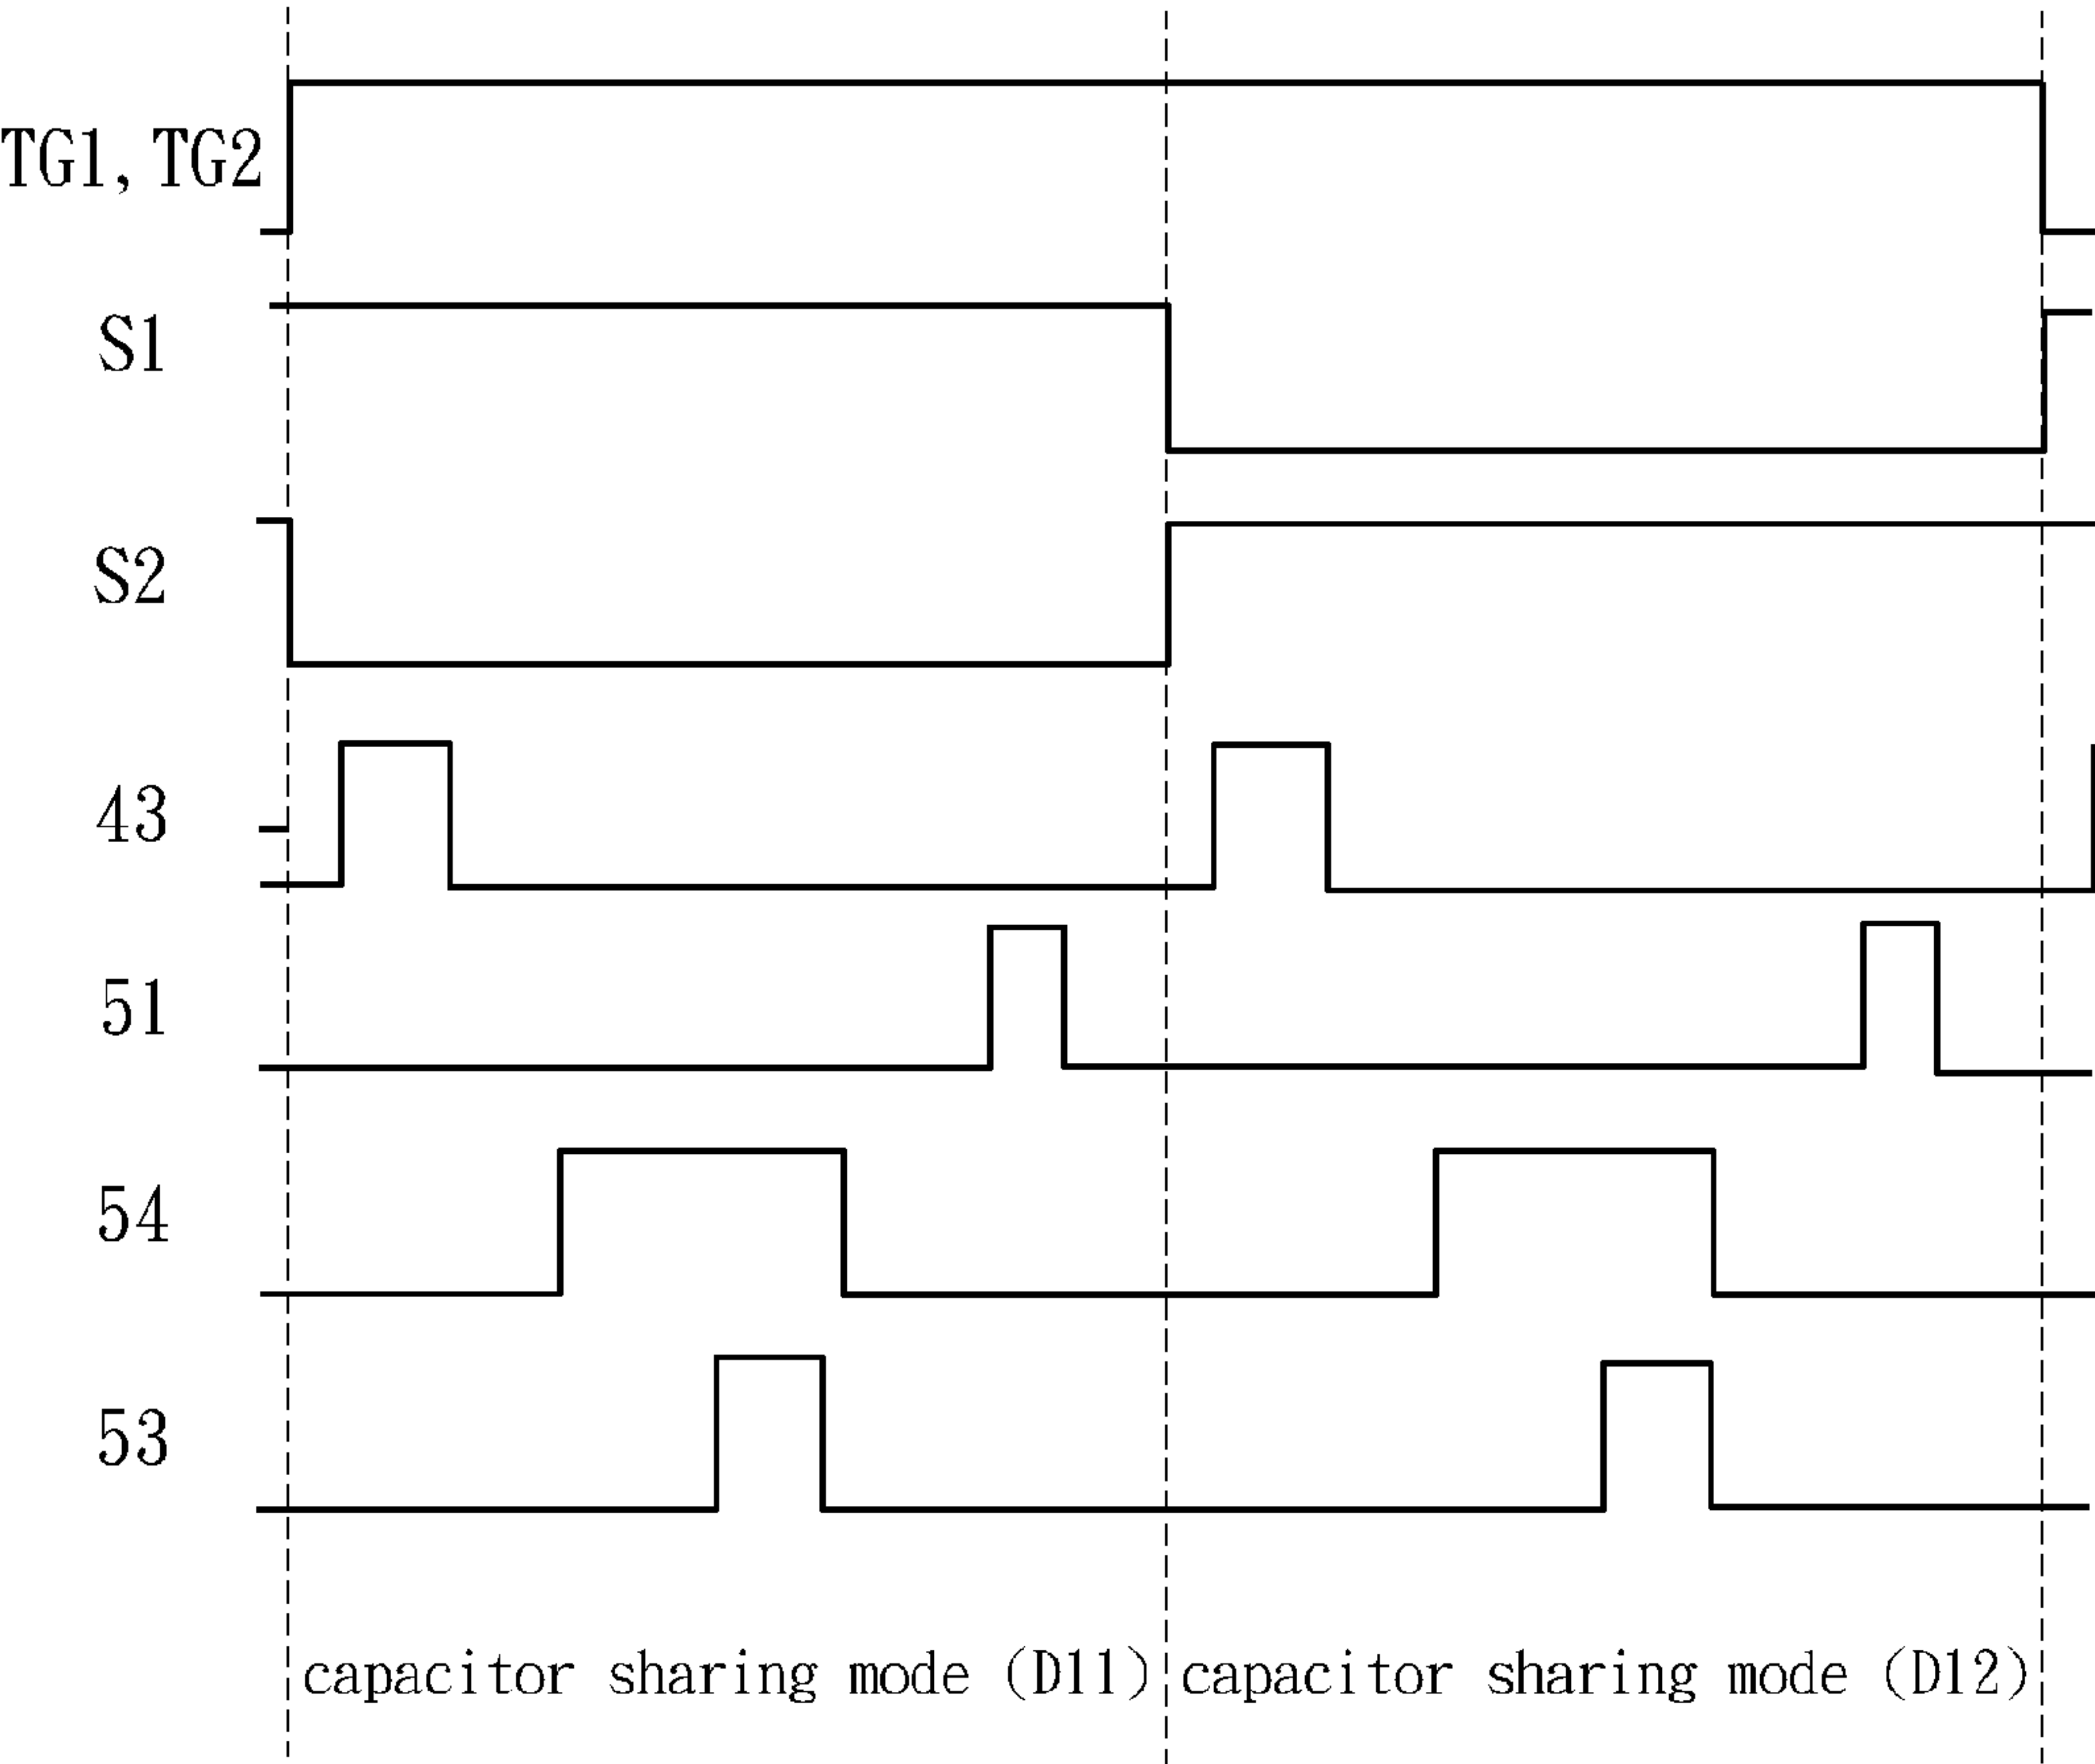 TG1, TG2
S1
S2
43
51
54
53
capacitor sharing mode (D11) capacitor sharing mode (D12)